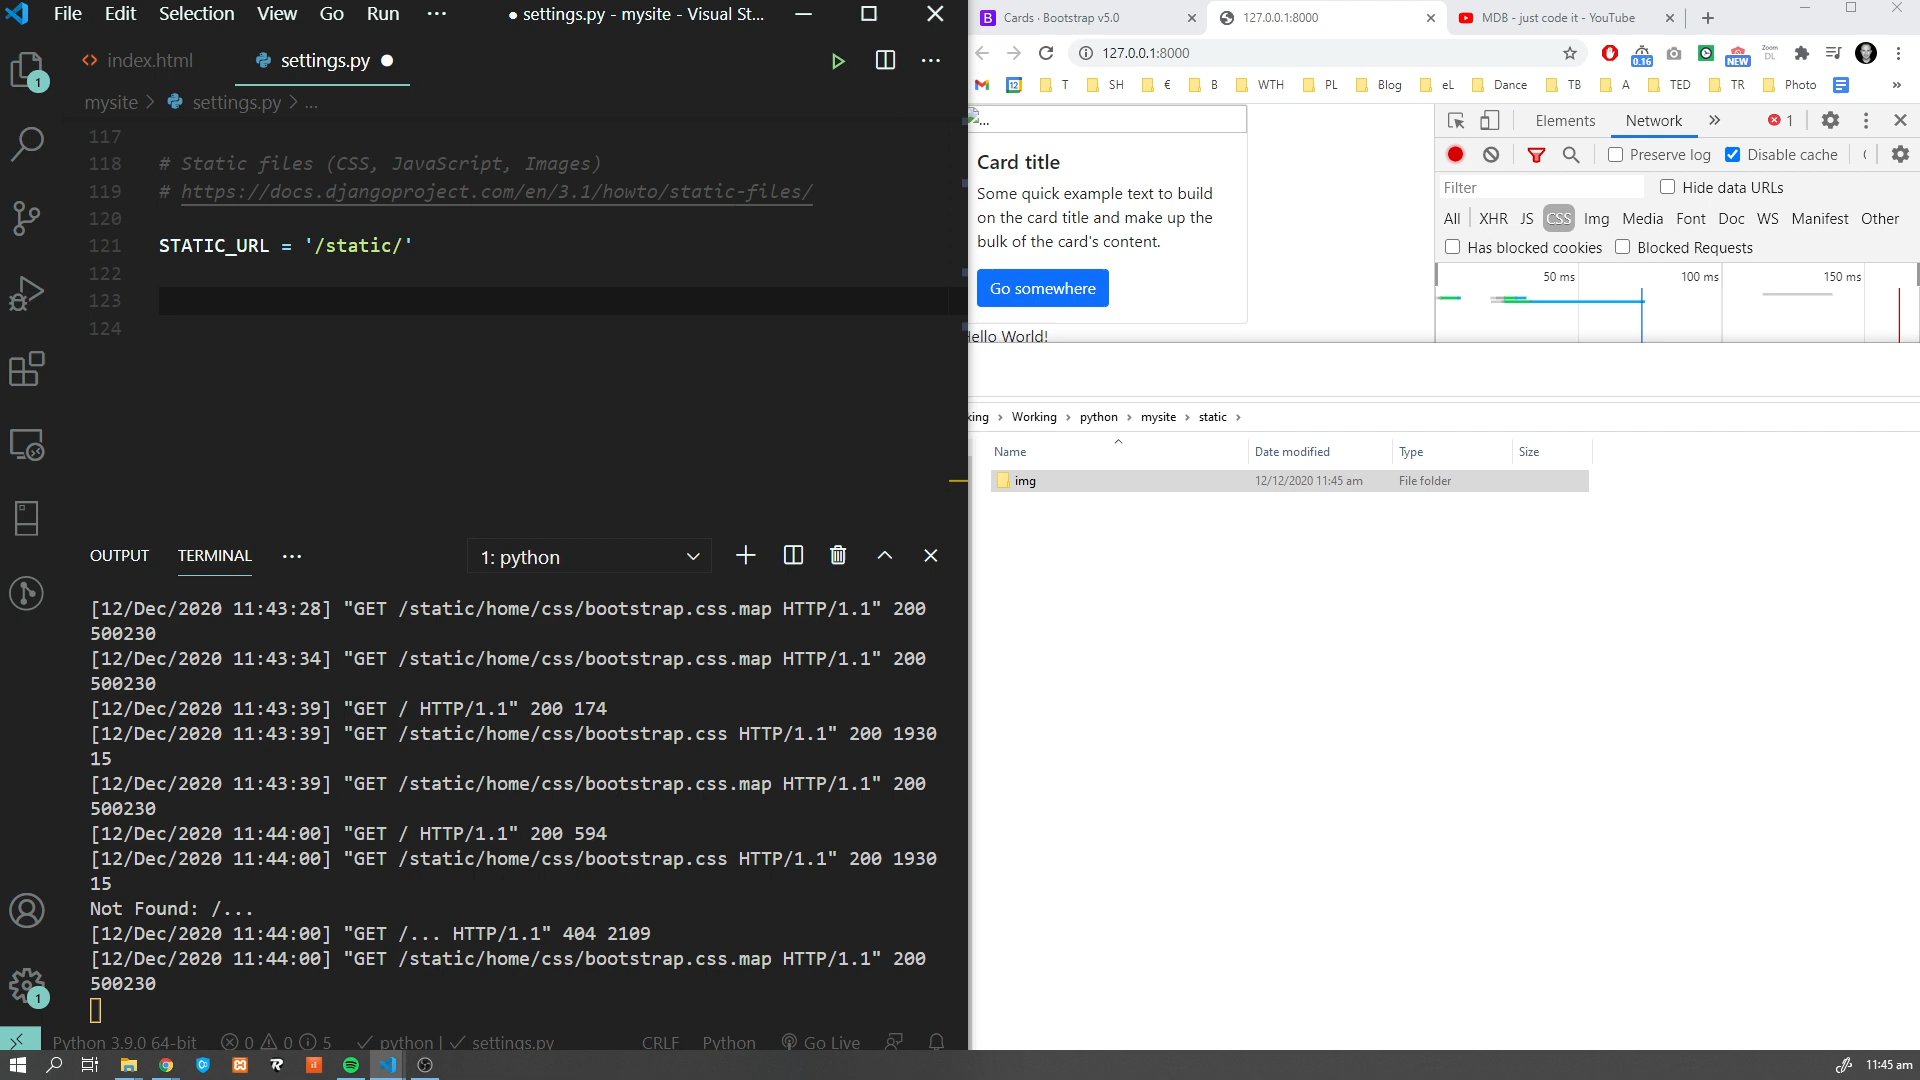 File Edit Selection View Go Run ··· ● settings.py - mysite - Visual St...
index.html settings.py
mysite > settings.py > ...
117
118 # Static files (CSS, JavaScript, Images)
119 # https://docs.djangoproject.com/en/3.1/howto/static-files/
120
121 STATIC_URL = '/static/'
122
123
124
OUTPUT TERMINAL ··· 1: python
[12/Dec/2020 11:43:28] "GET /static/home/css/bootstrap.css.map HTTP/1.1" 200
500230
[12/Dec/2020 11:43:34] "GET /static/home/css/bootstrap.css.map HTTP/1.1" 200
500230
[12/Dec/2020 11:43:39] "GET / HTTP/1.1" 200 174
[12/Dec/2020 11:43:39] "GET /static/home/css/bootstrap.css HTTP/1.1" 200 1930
15
[12/Dec/2020 11:43:39] "GET /static/home/css/bootstrap.css.map HTTP/1.1" 200
500230
[12/Dec/2020 11:44:00] "GET / HTTP/1.1" 200 594
[12/Dec/2020 11:44:00] "GET /static/home/css/bootstrap.css HTTP/1.1" 200 1930
15
Not Found: /...
[12/Dec/2020 11:44:00] "GET /... HTTP/1.1" 404 2109
[12/Dec/2020 11:44:00] "GET /static/home/css/bootstrap.css.map HTTP/1.1" 200
500230
Python 3.9.0 64-bit 0 0 5 python | settings.py CRLF Python Go Live
Cards · Bootstrap v5.0 127.0.0.1:8000 MDB - just code it - YouTube
127.0.0.1:8000 0.16 NEW Zoom DL
12 T SH € B WTH PL Blog eL Dance TB A TED TR Photo »
...
Card title
Some quick example text to build
on the card title and make up the
bulk of the card's content.
Go somewhere
ello World!
Elements Network » 1
Preserve log Disable cache
Filter Hide data URLs
All XHR JS CSS Img Media Font Doc WS Manifest Other
Has blocked cookies Blocked Requests
50 ms 100 ms 150 ms
king > Working > python > mysite > static >
Name Date modified Type Size
img 12/12/2020 11:45 am File folder
11:45 am